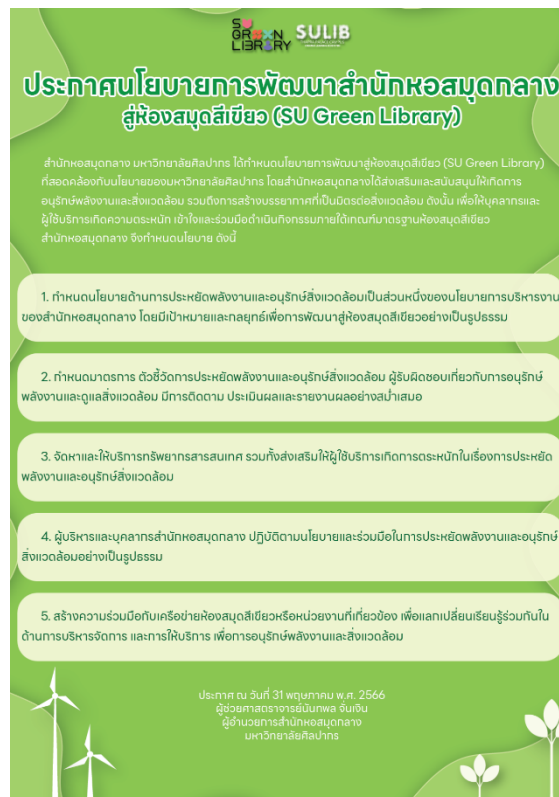 SU
GREEN
LIBRARY
SULIB
ประกาศนโยบายการพัฒนาสำนักหอสมุดกลาง
สู่ห้องสมุดสีเขียว (SU Green Library)
สำนักหอสมุดกลาง มหาวิทยาลัยศิลปากร ได้กำหนดนโยบายการพัฒนาสู่ห้องสมุดสีเขียว (SU Green Library)
ที่สอดคล้องกับนโยบายของมหาวิทยาลัยศิลปากร โดยสำนักหอสมุดกลางได้ส่งเสริมและสนับสนุนให้เกิดการ
อนุรักษ์พลังงานและสิ่งแวดล้อม รวมถึงการสร้างบรรยากาศที่เป็นมิตรต่อสิ่งแวดล้อม ดังนั้น เพื่อให้บุคลากรและ
ผู้ใช้บริการเกิดความตระหนัก เข้าใจและร่วมมือดำเนินกิจกรรมภายใต้เกณฑ์มาตรฐานห้องสมุดสีเขียว
สำนักหอสมุดกลาง จึงกำหนดนโยบาย ดังนี้
1. กำหนดนโยบายด้านการประหยัดพลังงานและอนุรักษ์สิ่งแวดล้อมเป็นส่วนหนึ่งของนโยบายการบริหารงาน
ของสำนักหอสมุดกลาง โดยมีเป้าหมายและกลยุทธ์เพื่อการพัฒนาสู่ห้องสมุดสีเขียวอย่างเป็นรูปธรรม
2. กำหนดมาตรการ ตัวชี้วัดการประหยัดพลังงานและอนุรักษ์สิ่งแวดล้อม ผู้รับผิดชอบเกี่ยวกับการอนุรักษ์
พลังงานและดูแลสิ่งแวดล้อม มีการติดตาม ประเมินผลและรายงานผลอย่างสม่ำเสมอ
3. จัดหาและให้บริการทรัพยากรสารสนเทศ รวมทั้งส่งเสริมให้ผู้ใช้บริการเกิดการตระหนักในเรื่องการประหยัด
พลังงานและอนุรักษ์สิ่งแวดล้อม
4. ผู้บริหารและบุคลากรสำนักหอสมุดกลาง ปฏิบัติตามนโยบายและร่วมมือในการประหยัดพลังงานและอนุรักษ์
สิ่งแวดล้อมอย่างเป็นรูปธรรม
5. สร้างความร่วมมือกับเครือข่ายห้องสมุดสีเขียวหรือหน่วยงานที่เกี่ยวข้อง เพื่อแลกเปลี่ยนเรียนรู้ร่วมกันใน
ด้านการบริหารจัดการ และการให้บริการ เพื่อการอนุรักษ์พลังงานและสิ่งแวดล้อม
ประกาศ ณ วันที่ 31 พฤษภาคม พ.ศ. 2566
ผู้ช่วยศาสตราจารย์นันทพล จั่นเงิน
ผู้อำนวยการสำนักหอสมุดกลาง
มหาวิทยาลัยศิลปากร